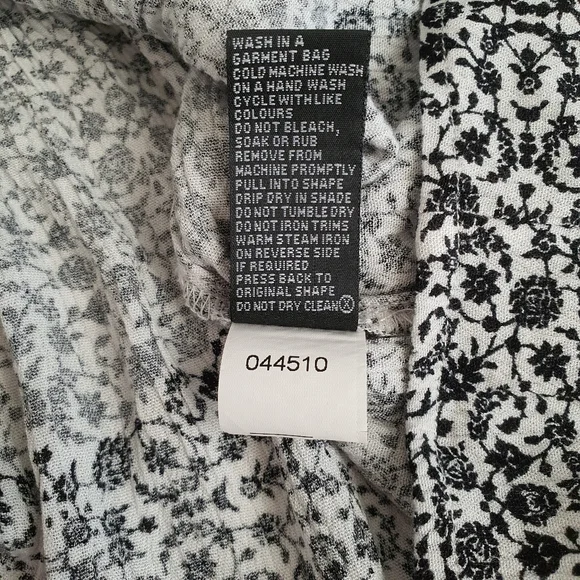 WASH IN A
GARMENT BAG
COLD MACHINE WASH
ON A HAND WASH
CYCLE WITH LIKE
COLOURS
DO NOT BLEACH,
SOAK OR RUB
REMOVE FROM
MACHINE PROMPTLY
PULL INTO SHAPE
DRIP DRY IN SHADE
DO NOT TUMBLE DRY
DO NOT IRON TRIMS
WARM STEAM IRON
ON REVERSE SIDE
IF REQUIRED
PRESS BACK TO
ORIGINAL SHAPE
DO NOT DRY CLEAN Ⓧ
044510